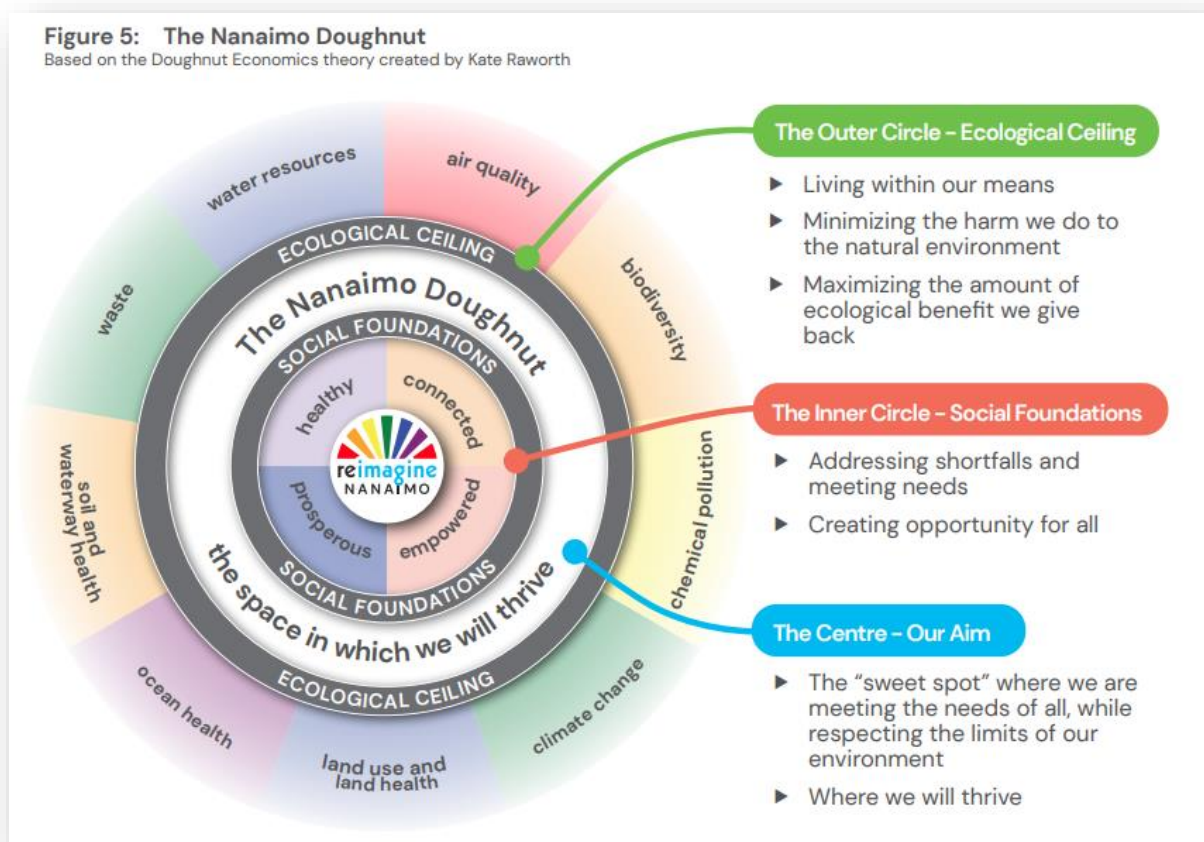 Figure 5: The Nanaimo Doughnut
Based on the Doughnut Economics theory created by Kate Raworth
water resources
air quality
biodiversity
chemical pollution
climate change
land use and
land health
ocean health
soil and
waterway health
waste
ECOLOGICAL CEILING
The Nanaimo Doughnut
SOCIAL FOUNDATIONS
healthy
connected
reimagine
NANAIMO
prosperous
empowered
SOCIAL FOUNDATIONS
the space in which we will thrive
ECOLOGICAL CEILING
The Outer Circle – Ecological Ceiling
▶ Living within our means
▶ Minimizing the harm we do to
the natural environment
▶ Maximizing the amount of
ecological benefit we give
back
The Inner Circle – Social Foundations
▶ Addressing shortfalls and
meeting needs
▶ Creating opportunity for all
The Centre – Our Aim
▶ The “sweet spot” where we are
meeting the needs of all, while
respecting the limits of our
environment
▶ Where we will thrive